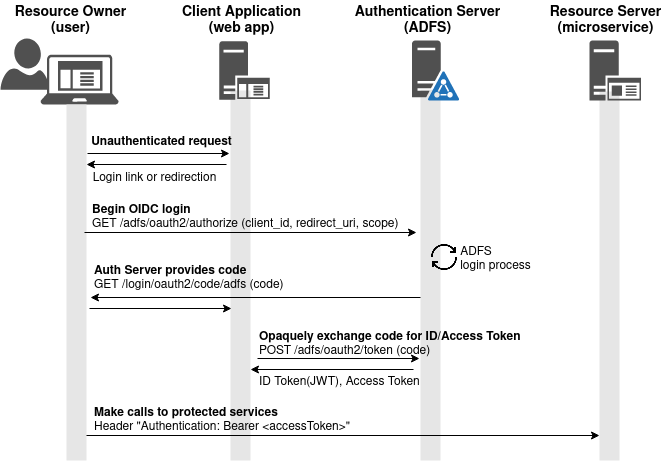 Resource Owner
(user)
Client Application
(web app)
Authentication Server
(ADFS)
Resource Server
(microservice)
Unauthenticated request
Login link or redirection
Begin OIDC login
GET /adfs/oauth2/authorize (client_id, redirect_uri, scope)
ADFS
login process
Auth Server provides code
GET /login/oauth2/code/adfs (code)
Opaquely exchange code for ID/Access Token
POST /adfs/oauth2/token (code)
ID Token(JWT), Access Token
Make calls to protected services
Header "Authentication: Bearer <accessToken>"